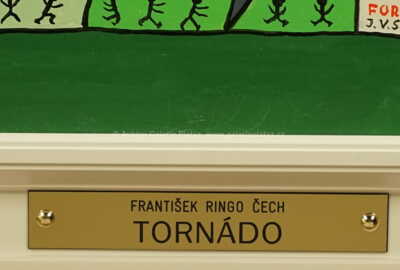 FOR
J.V.S
FRANTIŠEK RINGO ČECH
TORNÁDO